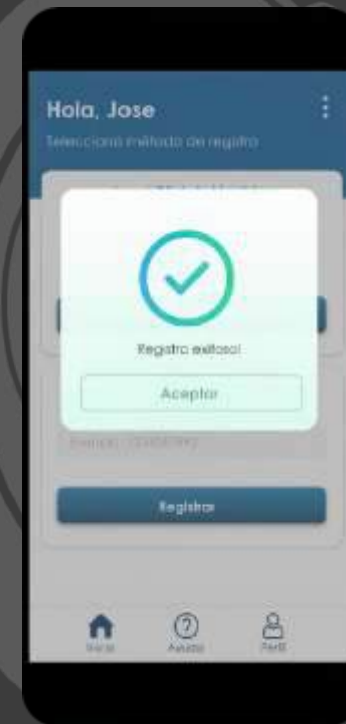 Hola, Jose
Selecciona método de registro
Registro exitoso!
Aceptar
Registrar
Inicio
Ayuda
Perfil